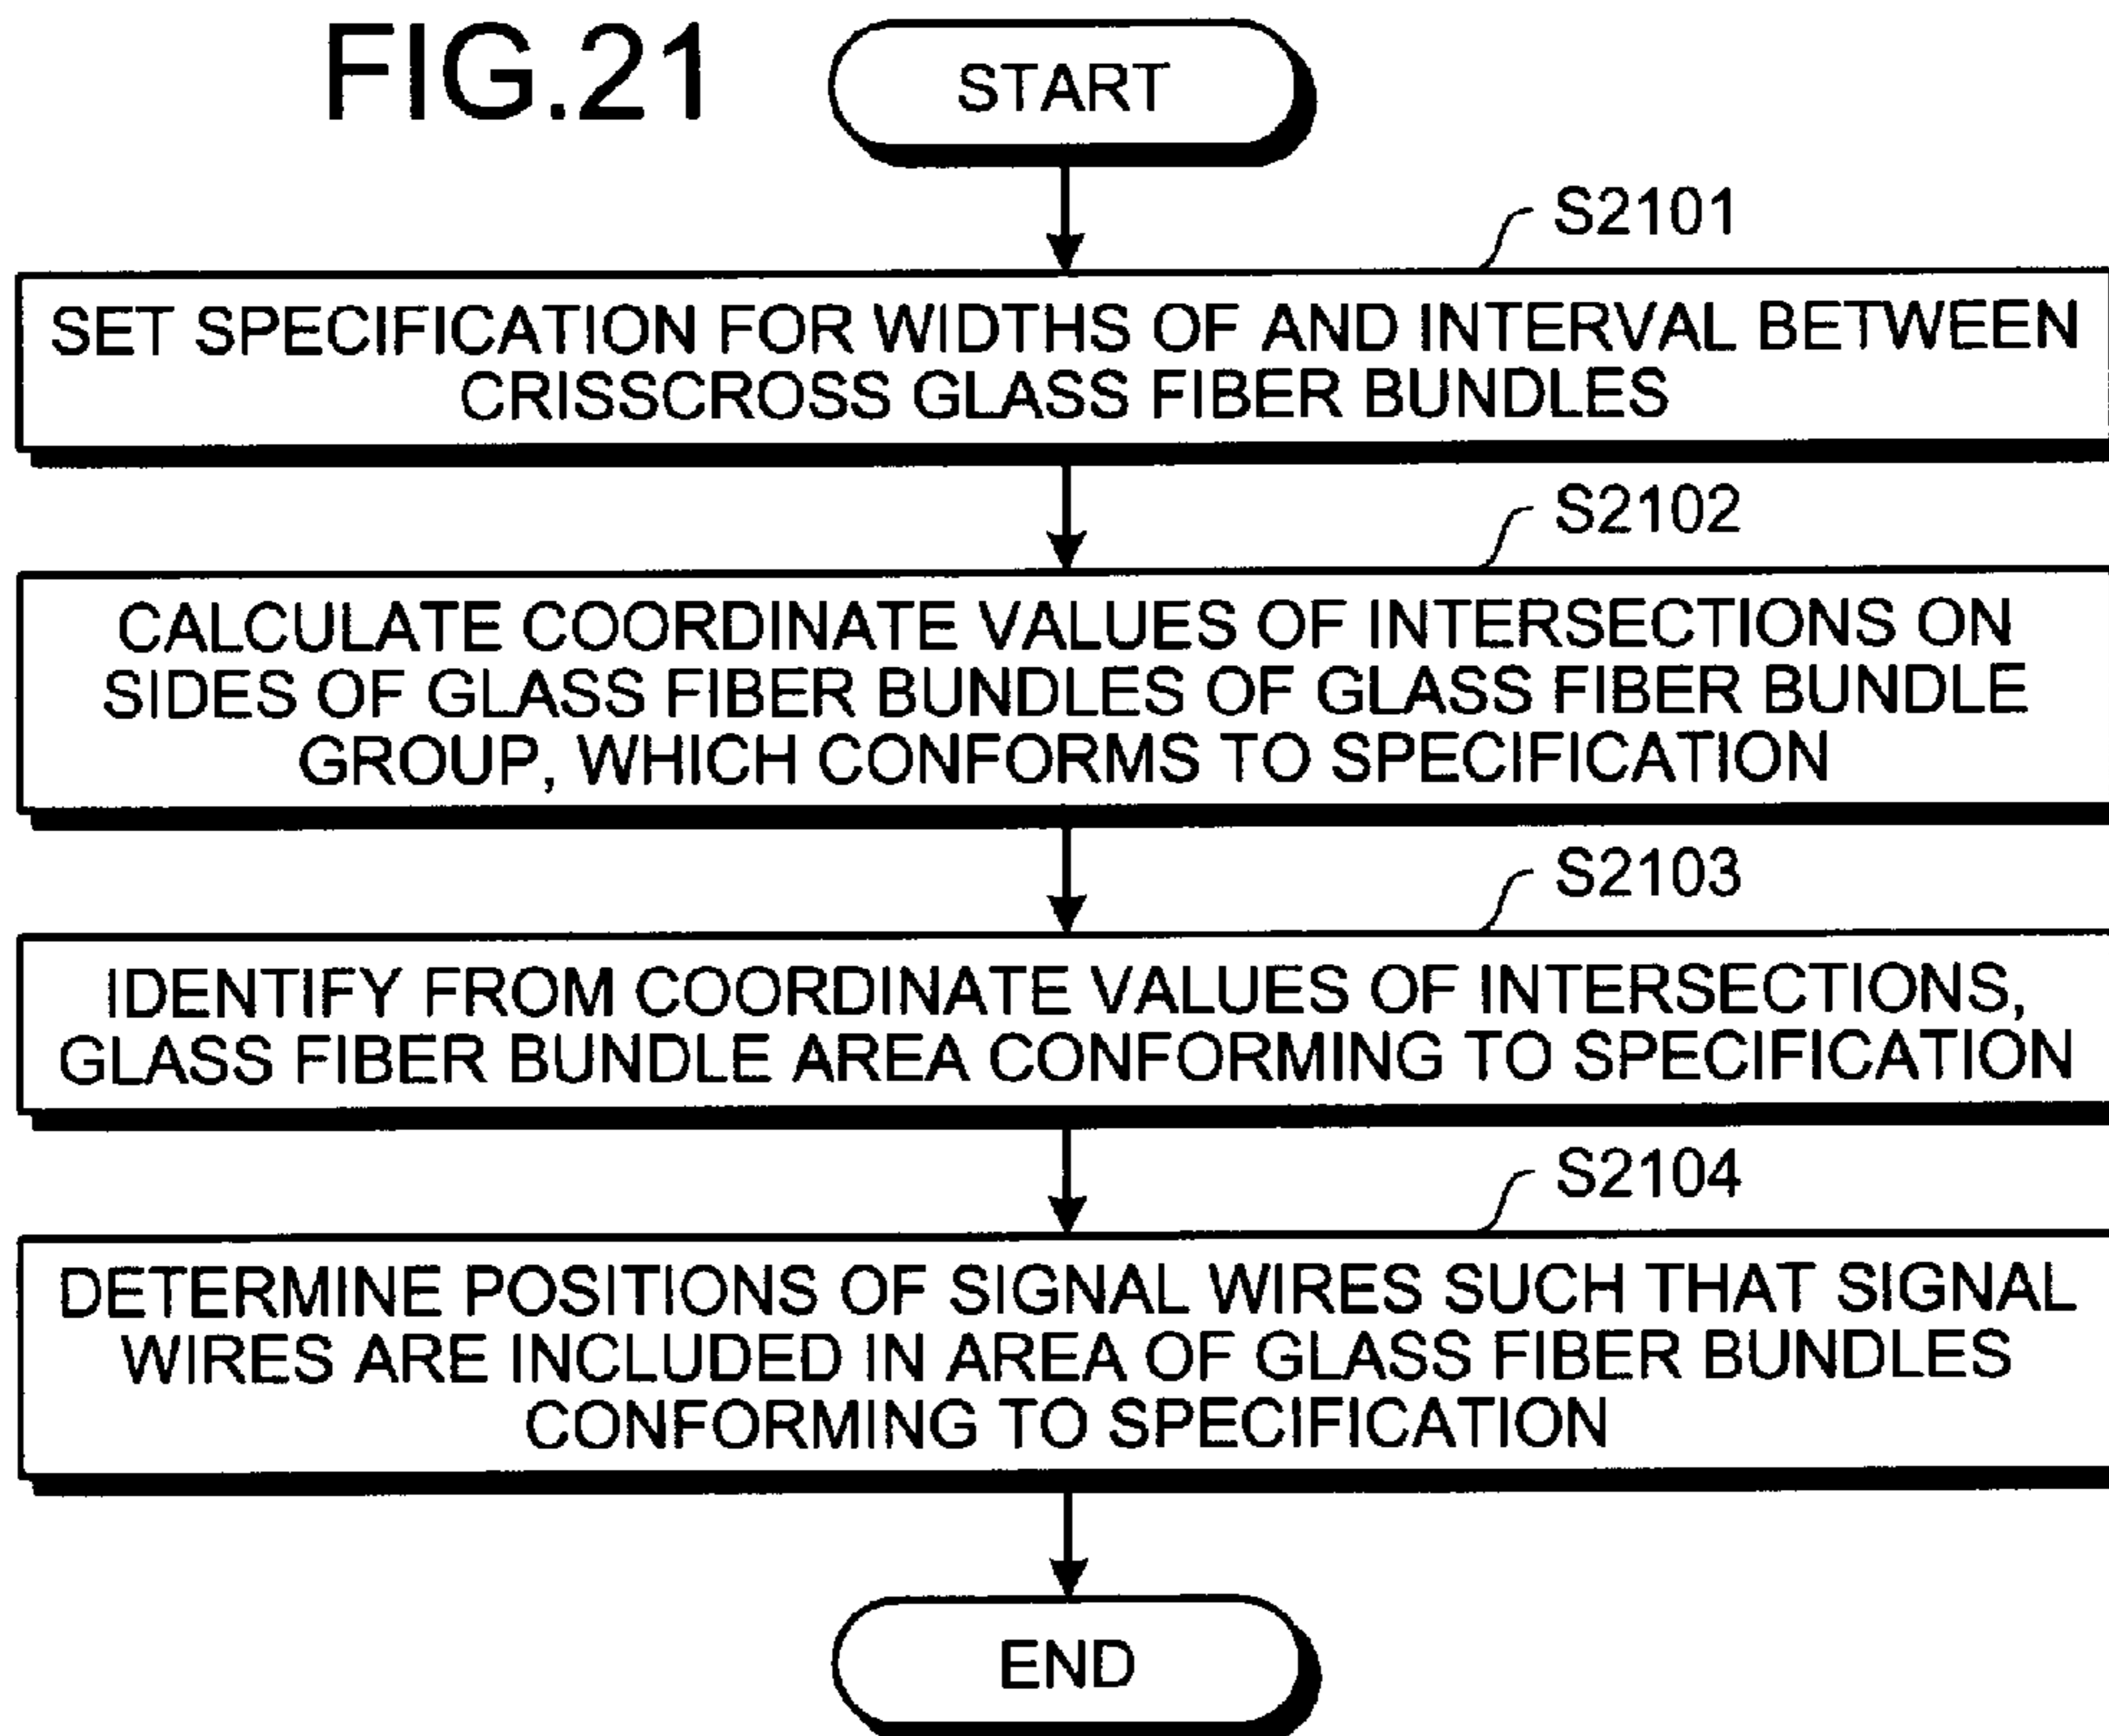 FIG.21
START
S2101
SET SPECIFICATION FOR WIDTHS OF AND INTERVAL BETWEEN
CRISSCROSS GLASS FIBER BUNDLES
S2102
CALCULATE COORDINATE VALUES OF INTERSECTIONS ON
SIDES OF GLASS FIBER BUNDLES OF GLASS FIBER BUNDLE
GROUP, WHICH CONFORMS TO SPECIFICATION
S2103
IDENTIFY FROM COORDINATE VALUES OF INTERSECTIONS,
GLASS FIBER BUNDLE AREA CONFORMING TO SPECIFICATION
S2104
DETERMINE POSITIONS OF SIGNAL WIRES SUCH THAT SIGNAL
WIRES ARE INCLUDED IN AREA OF GLASS FIBER BUNDLES
CONFORMING TO SPECIFICATION
END